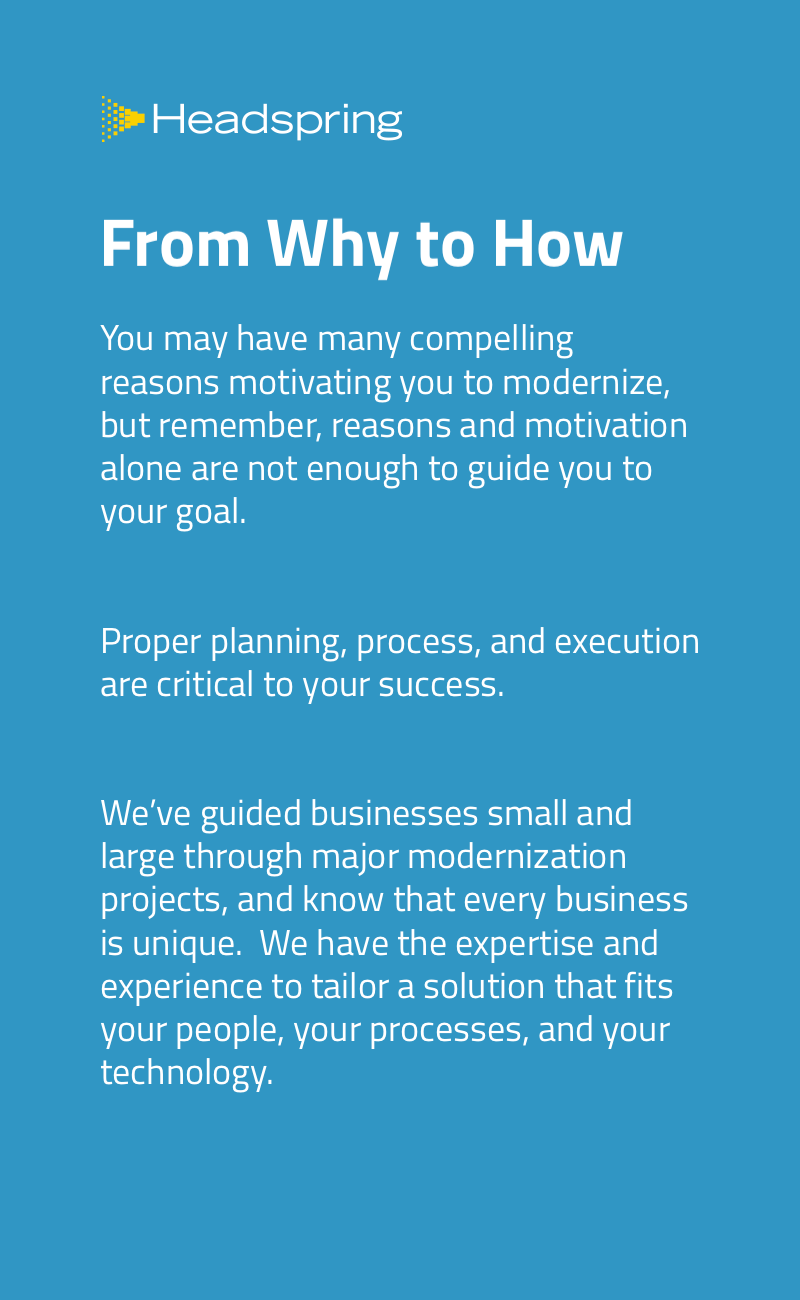 Headspring
From Why to How
You may have many compelling
reasons motivating you to modernize,
but remember, reasons and motivation
alone are not enough to guide you to
your goal.
Proper planning, process, and execution
are critical to your success.
We’ve guided businesses small and
large through major modernization
projects, and know that every business
is unique.  We have the expertise and
experience to tailor a solution that fits
your people, your processes, and your
technology.